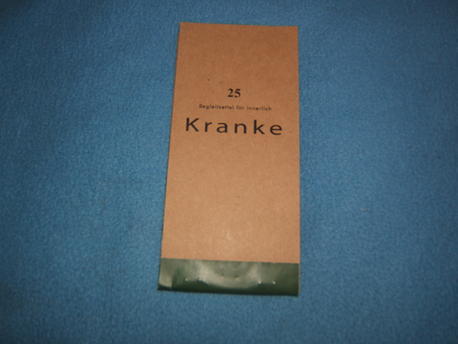 25
Begleitzettel für innerlich
Kranke